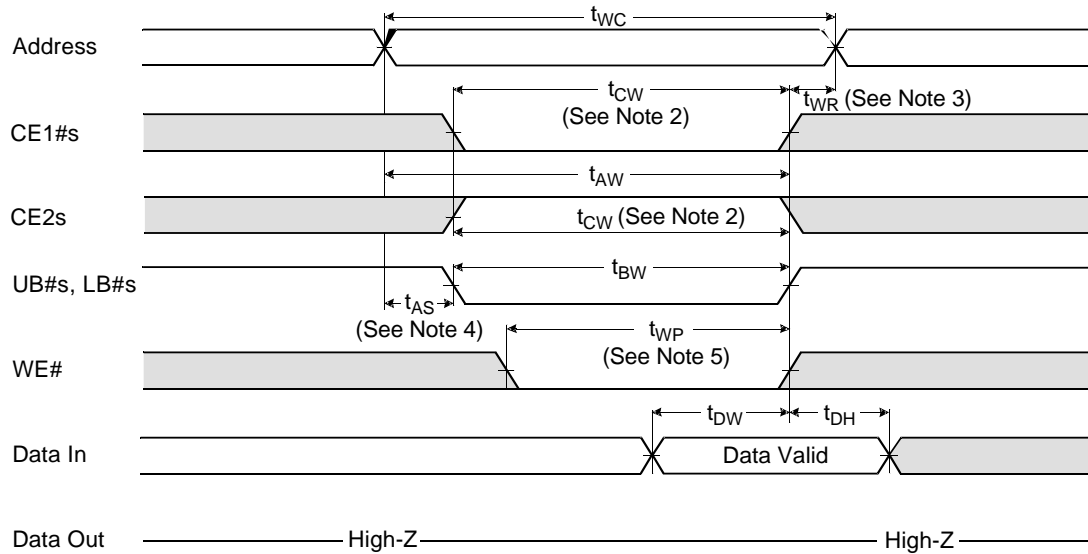 tWC
Address
tCW
(See Note 2)
tWR (See Note 3)
CE1#s
tAW
CE2s
tCW (See Note 2)
tBW
UB#s, LB#s
tAS
(See Note 4)
tWP
(See Note 5)
WE#
tDW
tDH
Data In
Data Valid
Data Out
High-Z
High-Z